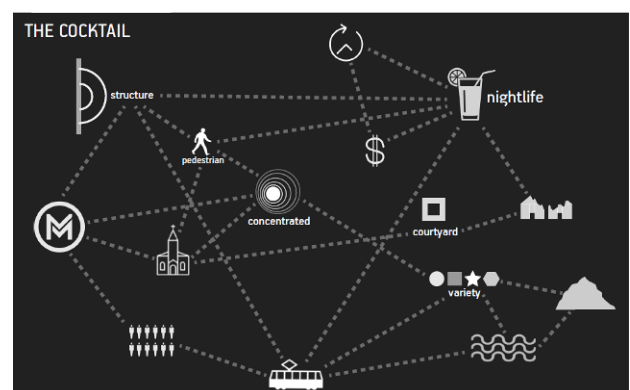 THE COCKTAIL
structure
nightlife
pedestrian
$
concentrated
courtyard
M
variety